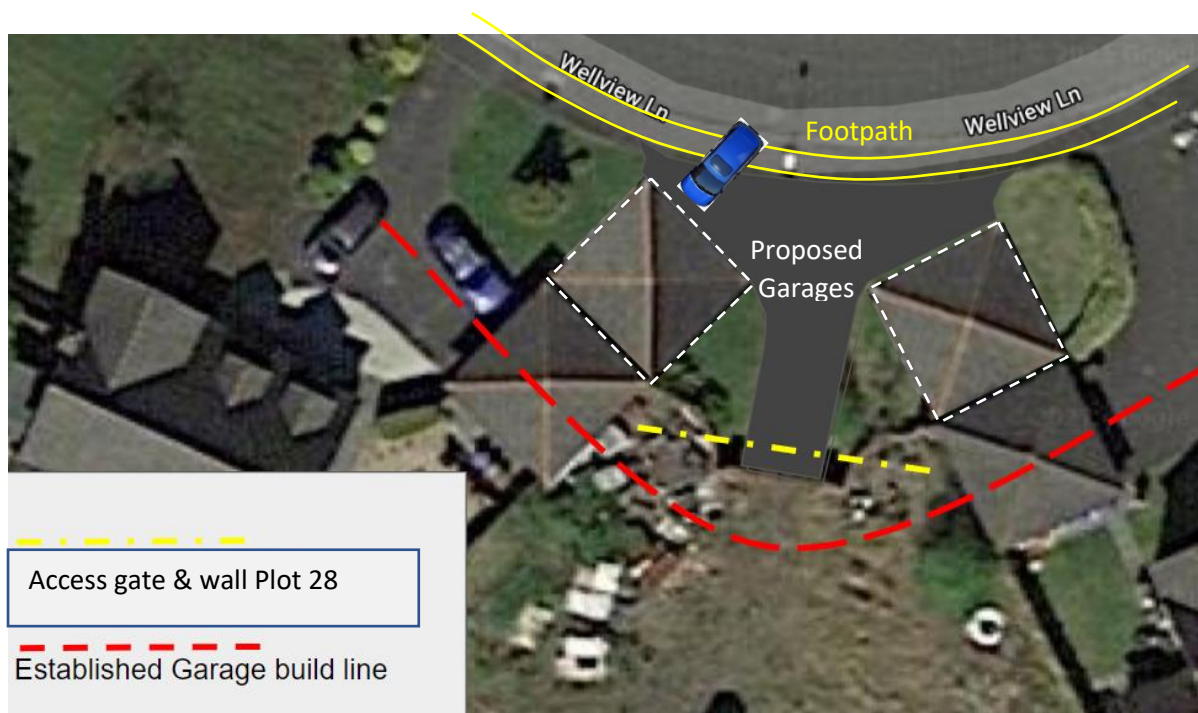 Wellview Ln
Wellview Ln
Footpath
Proposed
Garages
Access gate & wall Plot 28
Established Garage build line